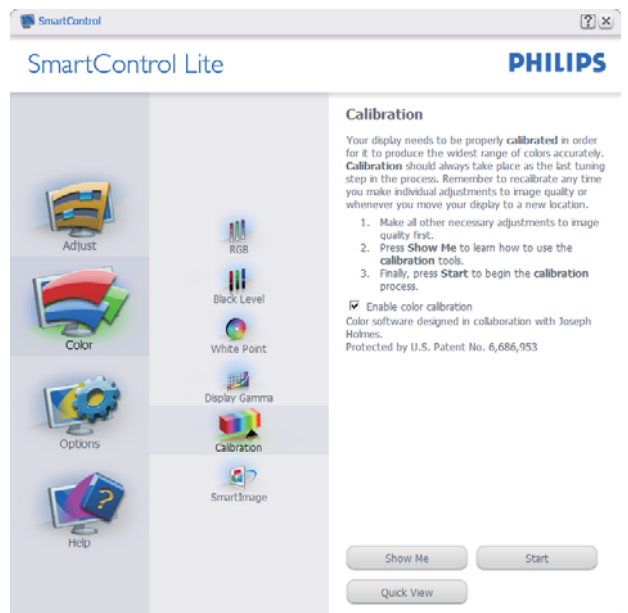 SmartControl
SmartControl Lite
PHILIPS
Adjust
Color
Options
Help
RGB
Black Level
White Point
Display Gamma
Calibration
SmartImage
Calibration
Your display needs to be properly calibrated in order
for it to produce the widest range of colors accurately.
Calibration should always take place as the last tuning
step in the process. Remember to recalibrate any time
you make individual adjustments to image quality or
whenever you move your display to a new location.
1. Make all other necessary adjustments to image
quality first.
2. Press Show Me to learn how to use the
calibration tools.
3. Finally, press Start to begin the calibration
process.
Enable color calibration
Color software designed in collaboration with Joseph
Holmes.
Protected by U.S. Patent No. 6,686,953
Show Me
Start
Quick View